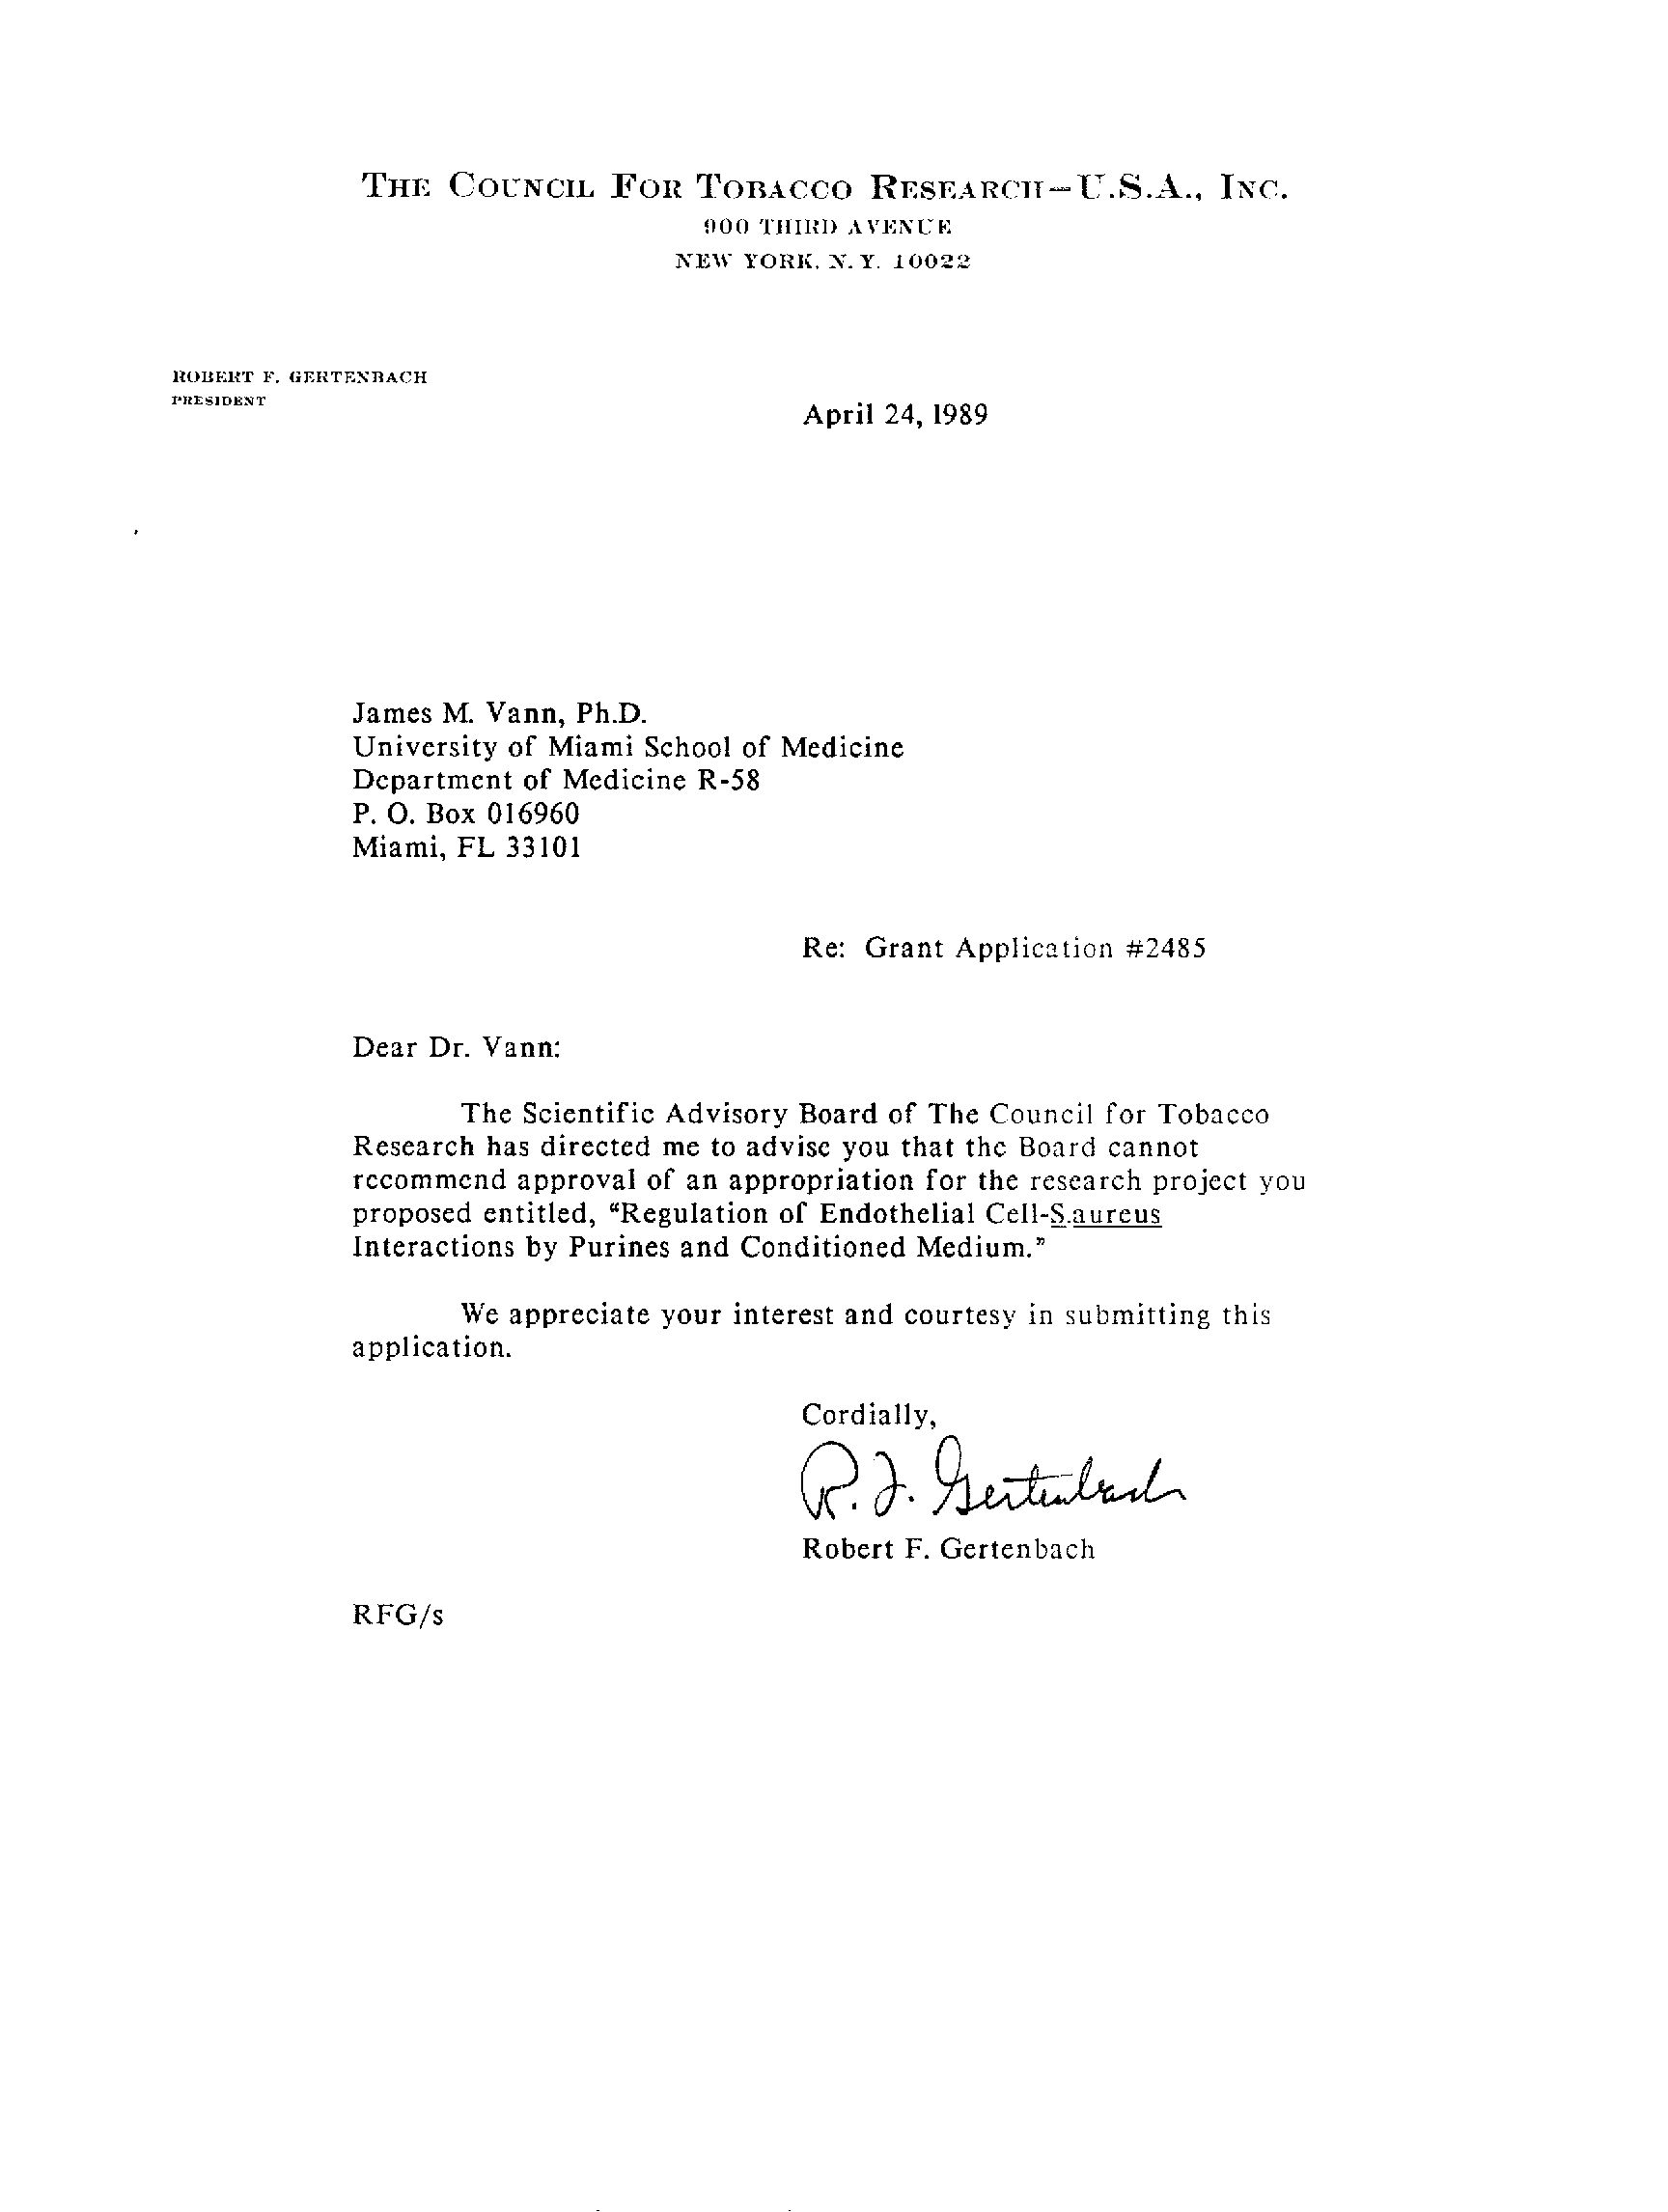 THE COUNCIL FOR TOBACCO RESEARCH—U.S.A., INC.
900 THIRD AVENUE
NEW YORK, N.Y. 10022
ROBERT F. GERTENBACH
PRESIDENT
April 24, 1989
James M. Vann, Ph.D.
University of Miami School of Medicine
Department of Medicine R-58
P. O. Box 016960
Miami, FL 33101
Re: Grant Application #2485
Dear Dr. Vann:
The Scientific Advisory Board of The Council for Tobacco
Research has directed me to advise you that the Board cannot
recommend approval of an appropriation for the research project you
proposed entitled, “Regulation of Endothelial Cell-S.aureus
Interactions by Purines and Conditioned Medium.”
We appreciate your interest and courtesy in submitting this
application.
Cordially,
R. F. Gertenbach
Robert F. Gertenbach
RFG/s